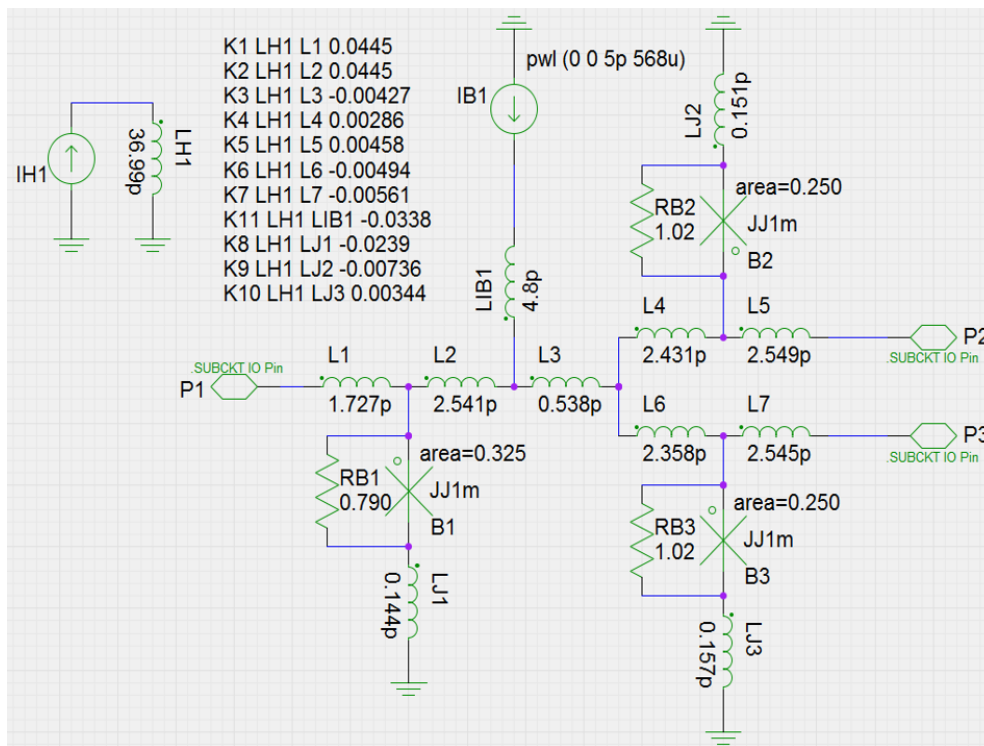 K1 LH1 L1 0.0445
K2 LH1 L2 0.0445
K3 LH1 L3 -0.00427
K4 LH1 L4 0.00286
K5 LH1 L5 0.00458
K6 LH1 L6 -0.00494
K7 LH1 L7 -0.00561
K11 LH1 LIB1 -0.0338
K8 LH1 LJ1 -0.0239
K9 LH1 LJ2 -0.00736
K10 LH1 LJ3 0.00344
IH1
LH1
36.99p
pwl (0 0 5p 568u)
IB1
LJ2
0.151p
area=0.250
RB2
1.02
JJ1m
B2
LIB1
4.8p
L4
2.431p
L5
2.549p
P2
.SUBCKT IO Pin
.SUBCKT IO Pin
P1
L1
1.727p
L2
2.541p
L3
0.538p
L6
2.358p
L7
2.545p
P3
.SUBCKT IO Pin
area=0.325
RB1
0.790
JJ1m
B1
LJ1
0.144p
area=0.250
RB3
1.02
JJ1m
B3
LJ3
0.157p